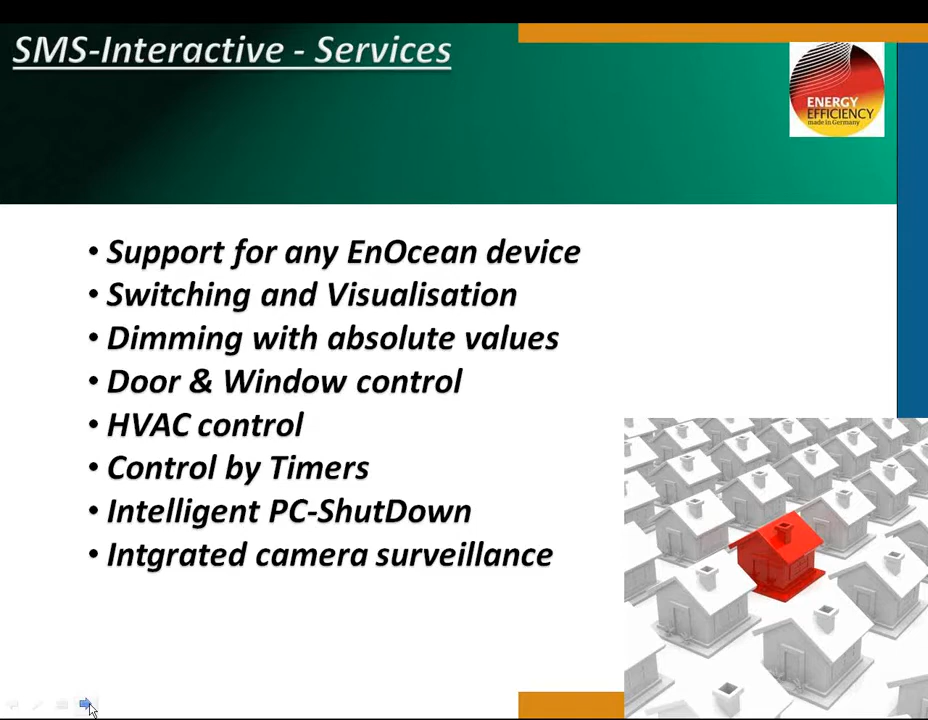 SMS-Interactive - Services
ENERGY
EFFICIENCY
made in Germany
• Support for any EnOcean device
• Switching and Visualisation
• Dimming with absolute values
• Door & Window control
• HVAC control
• Control by Timers
• Intelligent PC-ShutDown
• Intgrated camera surveillance